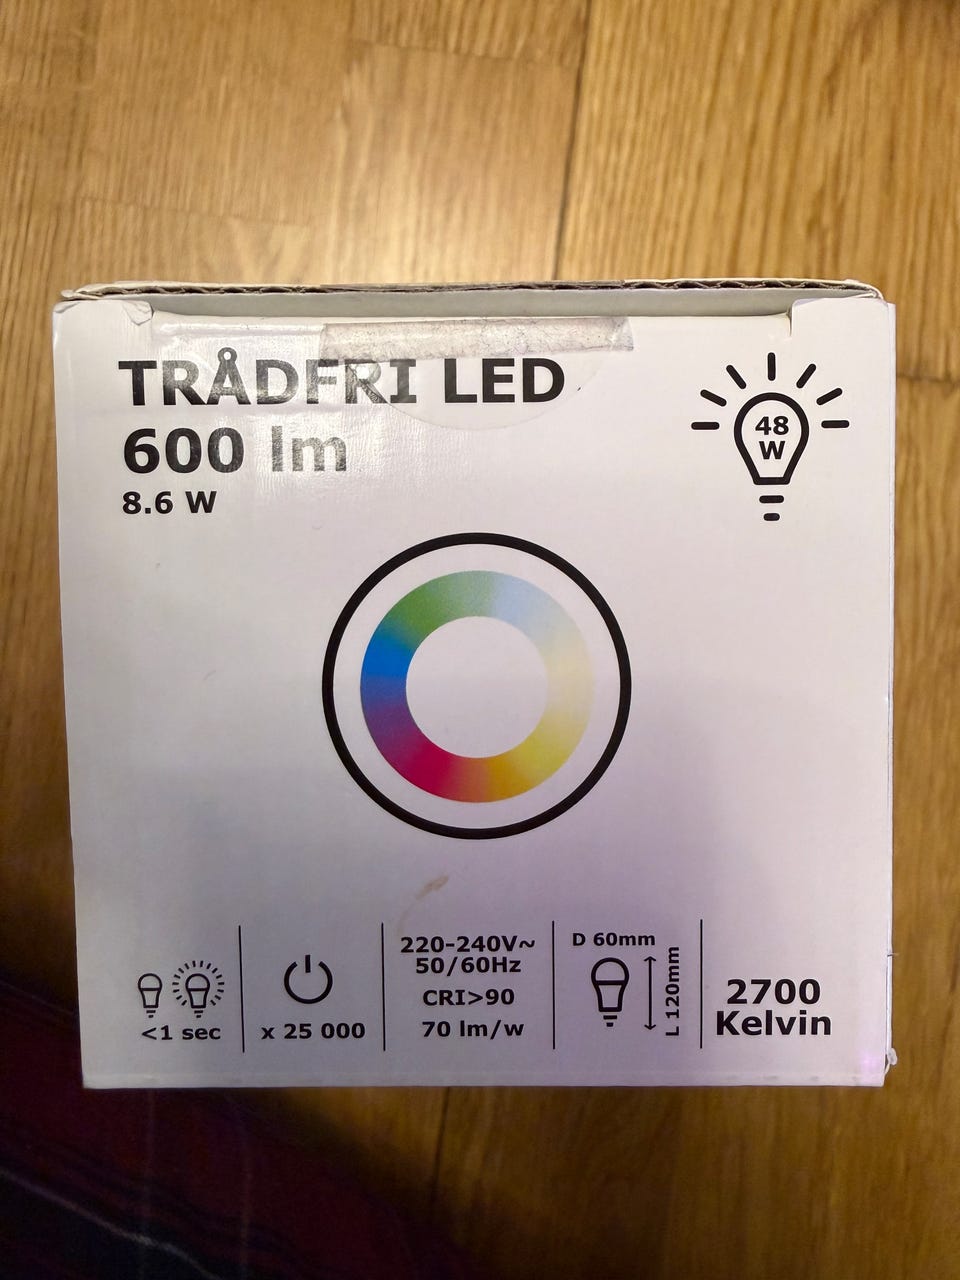 TRÅDFRI LED
600 lm
8.6 W
48
W
<1 sec
x 25 000
220-240V~
50/60Hz
CRI>90
70 lm/w
D 60mm
L 120mm
2700
Kelvin